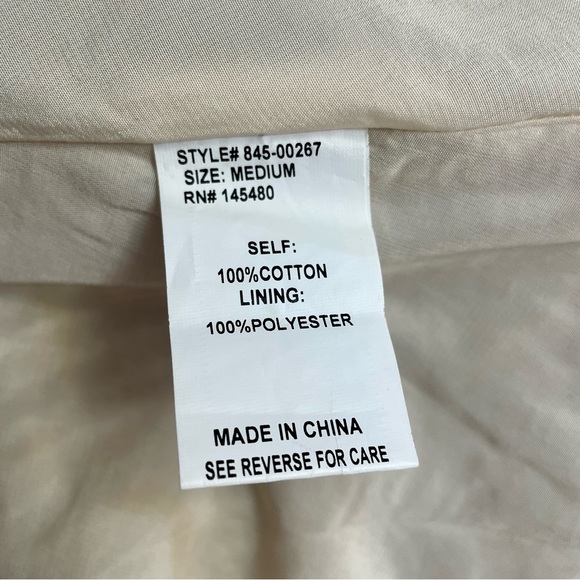 STYLE# 845-00267
SIZE: MEDIUM
RN# 145480
SELF:
100%COTTON
LINING:
100%POLYESTER
MADE IN CHINA
SEE REVERSE FOR CARE